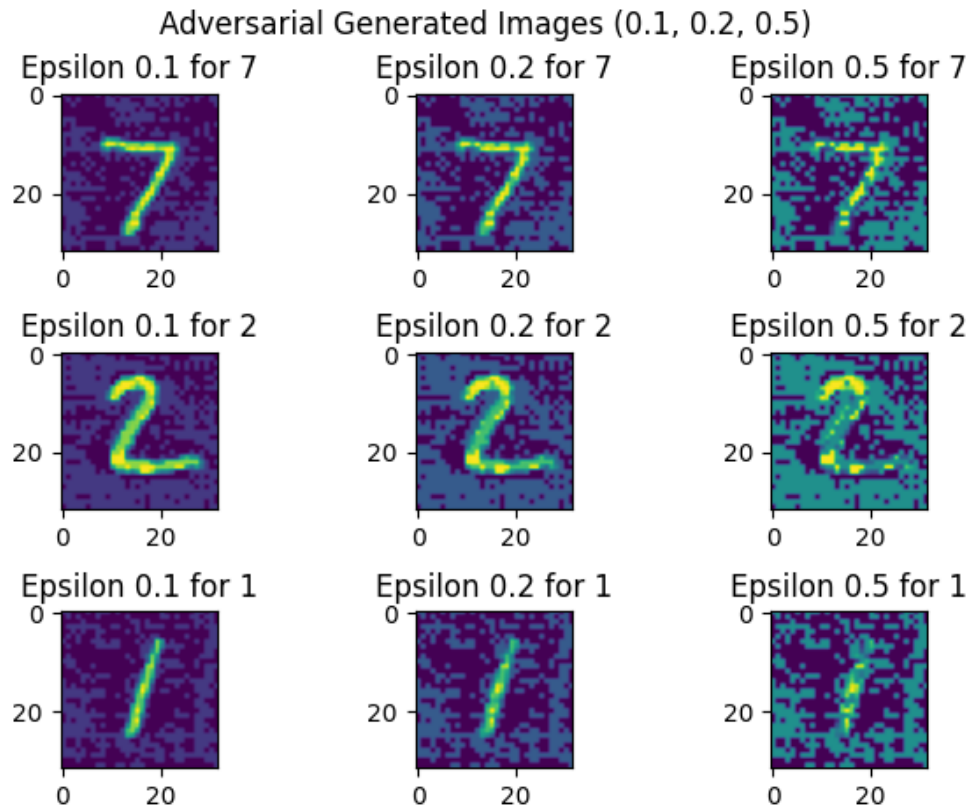 Adversarial Generated Images (0.1, 0.2, 0.5)
Epsilon 0.1 for 7 Epsilon 0.2 for 7 Epsilon 0.5 for 7
0 0 0
20 20 20
0 20 0 20 0 20
Epsilon 0.1 for 2 Epsilon 0.2 for 2 Epsilon 0.5 for 2
0 0 0
20 20 20
0 20 0 20 0 20
Epsilon 0.1 for 1 Epsilon 0.2 for 1 Epsilon 0.5 for 1
0 0 0
20 20 20
0 20 0 20 0 20